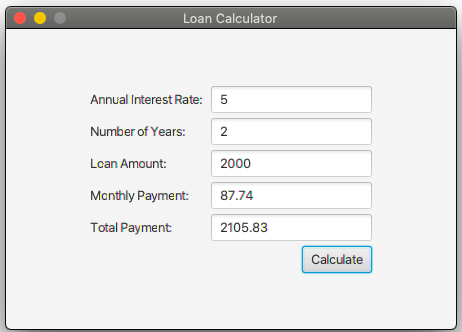 Loan Calculator
Annual Interest Rate: 5
Number of Years: 2
Loan Amount: 2000
Monthly Payment: 87.74
Total Payment: 2105.83
Calculate